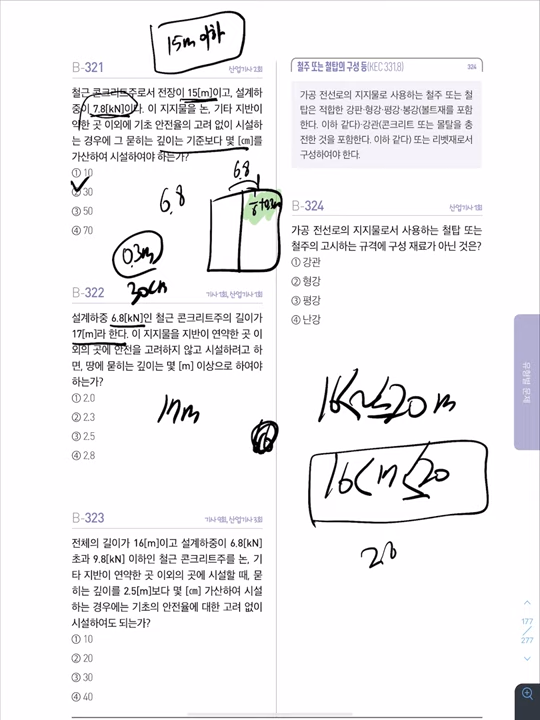 15m 이하
B-321
산업기사 2회
철근 콘크리트주로서 전장이 15[m]이고, 설계하
중이 7.8[kN]이다. 이 지지물을 논, 기타 지반이
약한 곳 이외에 기초 안전율의 고려 없이 시설하
는 경우에 그 묻히는 깊이는 기준보다 몇 [㎝]를
가산하여 시설하여야 하는가?
① 10
② 30
③ 50
④ 70
6.8
6.8
0.3m
30cm
B-322
기사 1회, 산업기사 1회
설계하중 6.8[kN]인 철근 콘크리트주의 길이가
17[m]라 한다. 이 지지물을 지반이 연약한 곳 이
외의 곳에 안전율 고려하지 않고 시설하려고 하
면, 땅에 묻히는 깊이는 몇 [m] 이상으로 하여야
하는가?
① 2.0
② 2.3
③ 2.5
④ 2.8
17m
B-323
기사 9회, 산업기사 3회
전체의 길이가 16[m]이고 설계하중이 6.8[kN]
초과 9.8[kN] 이하인 철근 콘크리트주를 논, 기
타 지반이 연약한 곳 이외의 곳에 시설할 때, 묻
히는 깊이를 2.5[m]보다 몇 [㎝] 가산하여 시설
하는 경우에는 기초의 안전율에 대한 고려 없이
시설하여도 되는가?
① 10
② 20
③ 30
④ 40
철주 또는 철탑의 구성 등(KEC 331.8)
324
가공 전선로의 지지물로 사용하는 철주 또는 철
탑은 적합한 강판·형강·평강·봉강(볼트재를 포함
한다. 이하 같다)·강관(콘크리트 또는 몰탈을 충
전한 것을 포함한다. 이하 같다) 또는 리벳재로서
구성하여야 한다.
B-324
산업기사 1회
가공 전선로의 지지물로서 사용하는 철탑 또는
철주의 고시하는 규격에 구성 재료가 아닌 것은?
① 강관
② 형강
③ 평강
④ 난강
20m
16<m≤20
2.8
유형별 문제
177
/
277